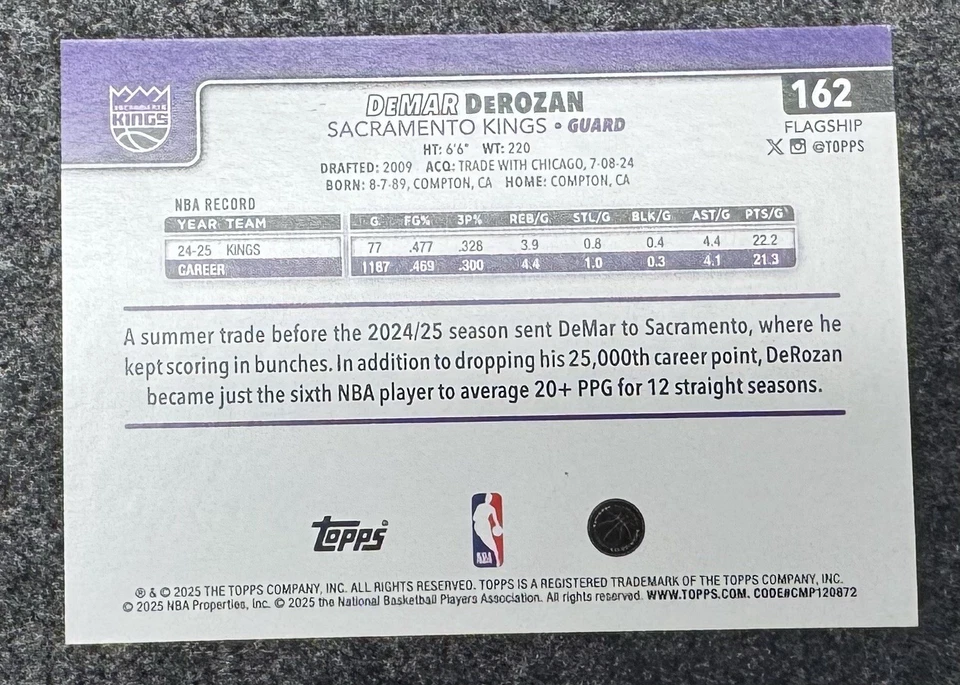 SACRAMENTO
KINGS
DEMAR DEROZAN
162
SACRAMENTO KINGS • GUARD
FLAGSHIP
HT: 6'6" WT: 220
@TOPPS
DRAFTED: 2009 ACQ: TRADE WITH CHICAGO, 7-08-24
BORN: 8-7-89, COMPTON, CA HOME: COMPTON, CA
NBA RECORD
YEAR TEAM G FG% 3P% REB/G STL/G BLK/G AST/G PTS/G
24-25 KINGS 77 .477 .328 3.9 0.8 0.4 4.4 22.2
CAREER 1187 .469 .300 4.4 1.0 0.3 4.1 21.3
A summer trade before the 2024/25 season sent DeMar to Sacramento, where he
kept scoring in bunches. In addition to dropping his 25,000th career point, DeRozan
became just the sixth NBA player to average 20+ PPG for 12 straight seasons.
Topps®
NBA
® & © 2025 THE TOPPS COMPANY, INC. ALL RIGHTS RESERVED. TOPPS IS A REGISTERED TRADEMARK OF THE TOPPS COMPANY, INC.
© 2025 NBA Properties, Inc. © 2025 the National Basketball Players Association. All rights reserved. WWW.TOPPS.COM. CODE#CMP120872